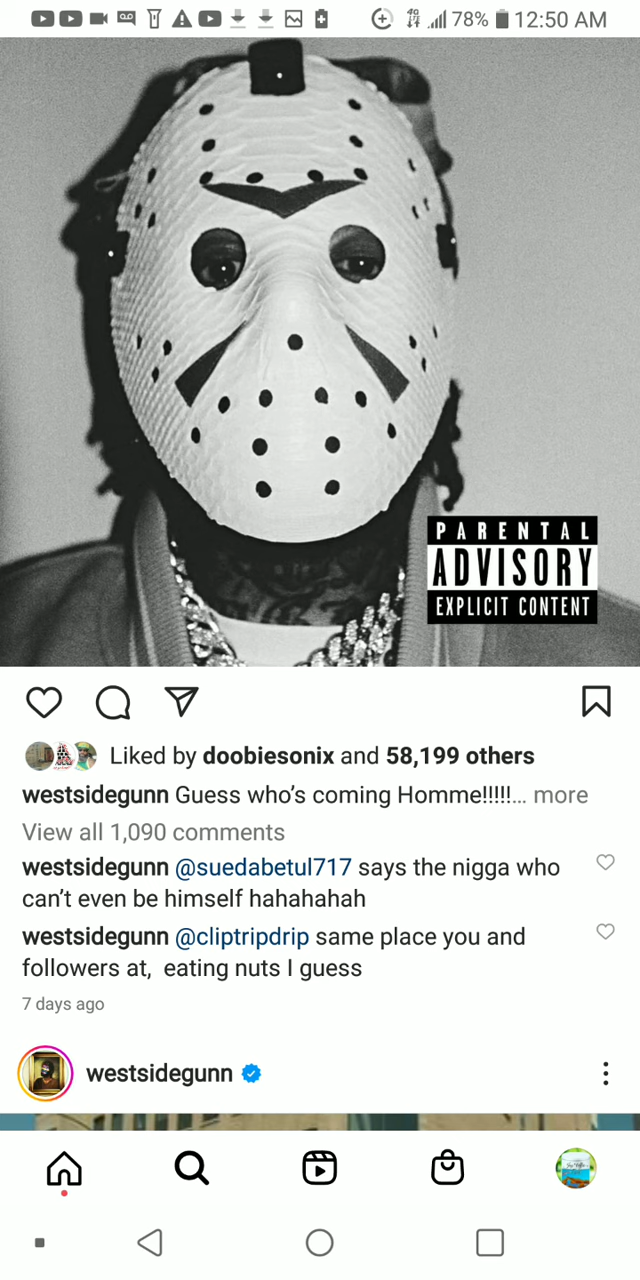 78% 12:50 AM
PARENTAL
ADVISORY
EXPLICIT CONTENT
Liked by doobiesonix and 58,199 others
westsidegunn Guess who's coming Homme!!!!!... more
View all 1,090 comments
westsidegunn @suedabetul717 says the nigga who
can't even be himself hahahahah
westsidegunn @cliptripdrip same place you and
followers at, eating nuts I guess
7 days ago
westsidegunn